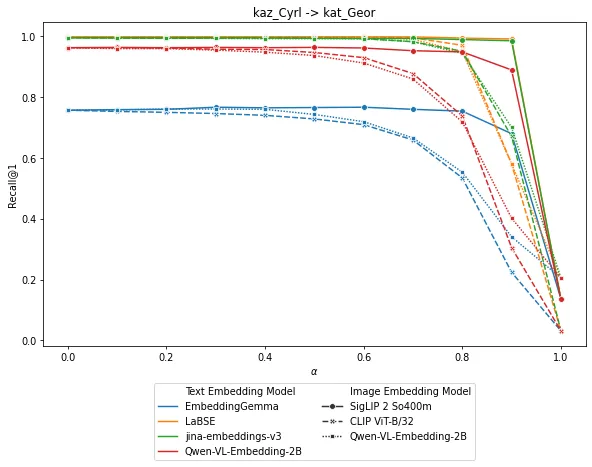 kaz_Cyrl -> kat_Geor
Recall@1
1.0
0.8
0.6
0.4
0.2
0.0
0.0 0.2 0.4 0.6 0.8 1.0
α
Text Embedding Model
EmbeddingGemma
LaBSE
jina-embeddings-v3
Qwen-VL-Embedding-2B
Image Embedding Model
SigLIP 2 So400m
CLIP ViT-B/32
Qwen-VL-Embedding-2B